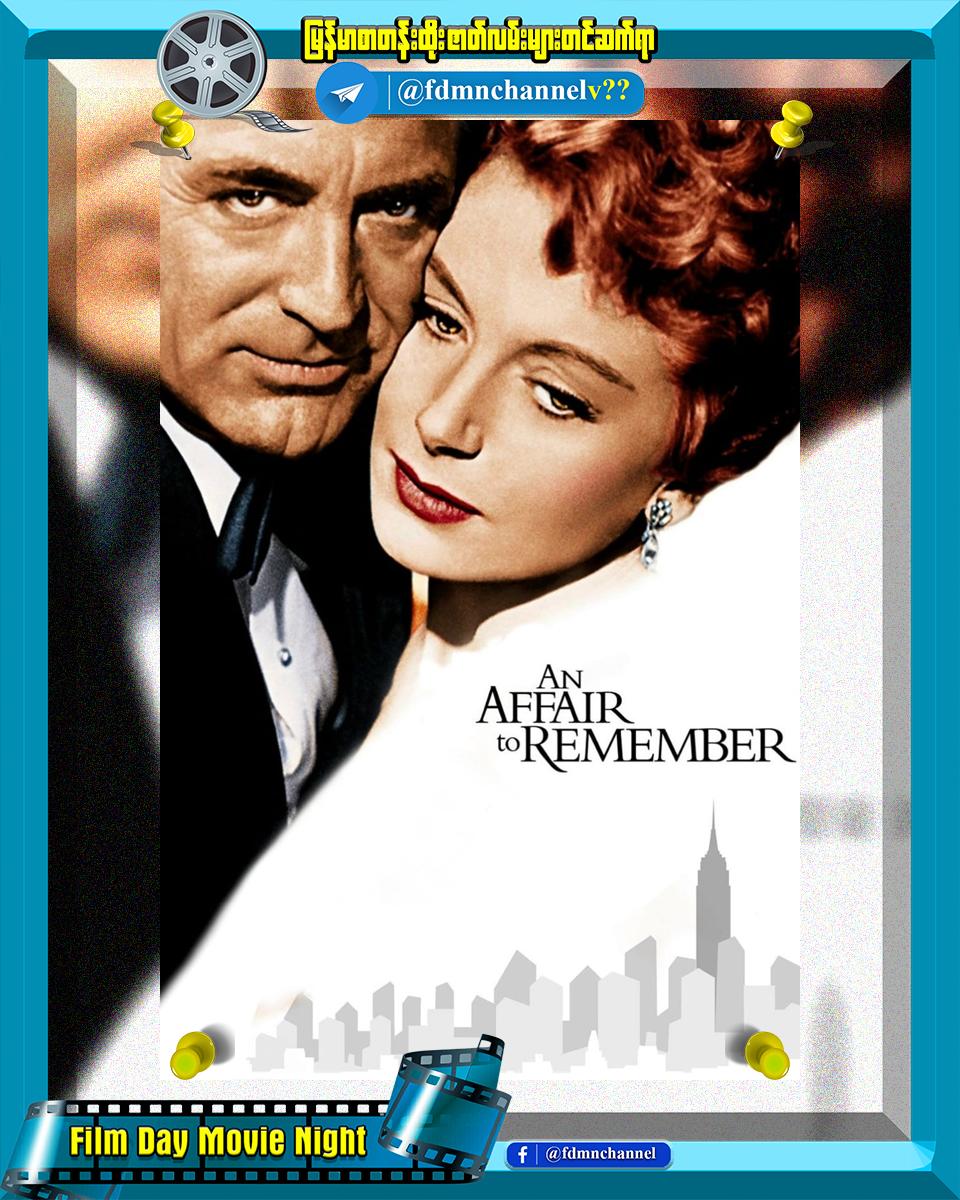 မြန်မာစာတန်းထိုးဇာတ်လမ်းများတင်ဆက်ရာ
@fdmnchannelv??
AN
AFFAIR
to REMEMBER
Film Day Movie Night
@fdmnchannel